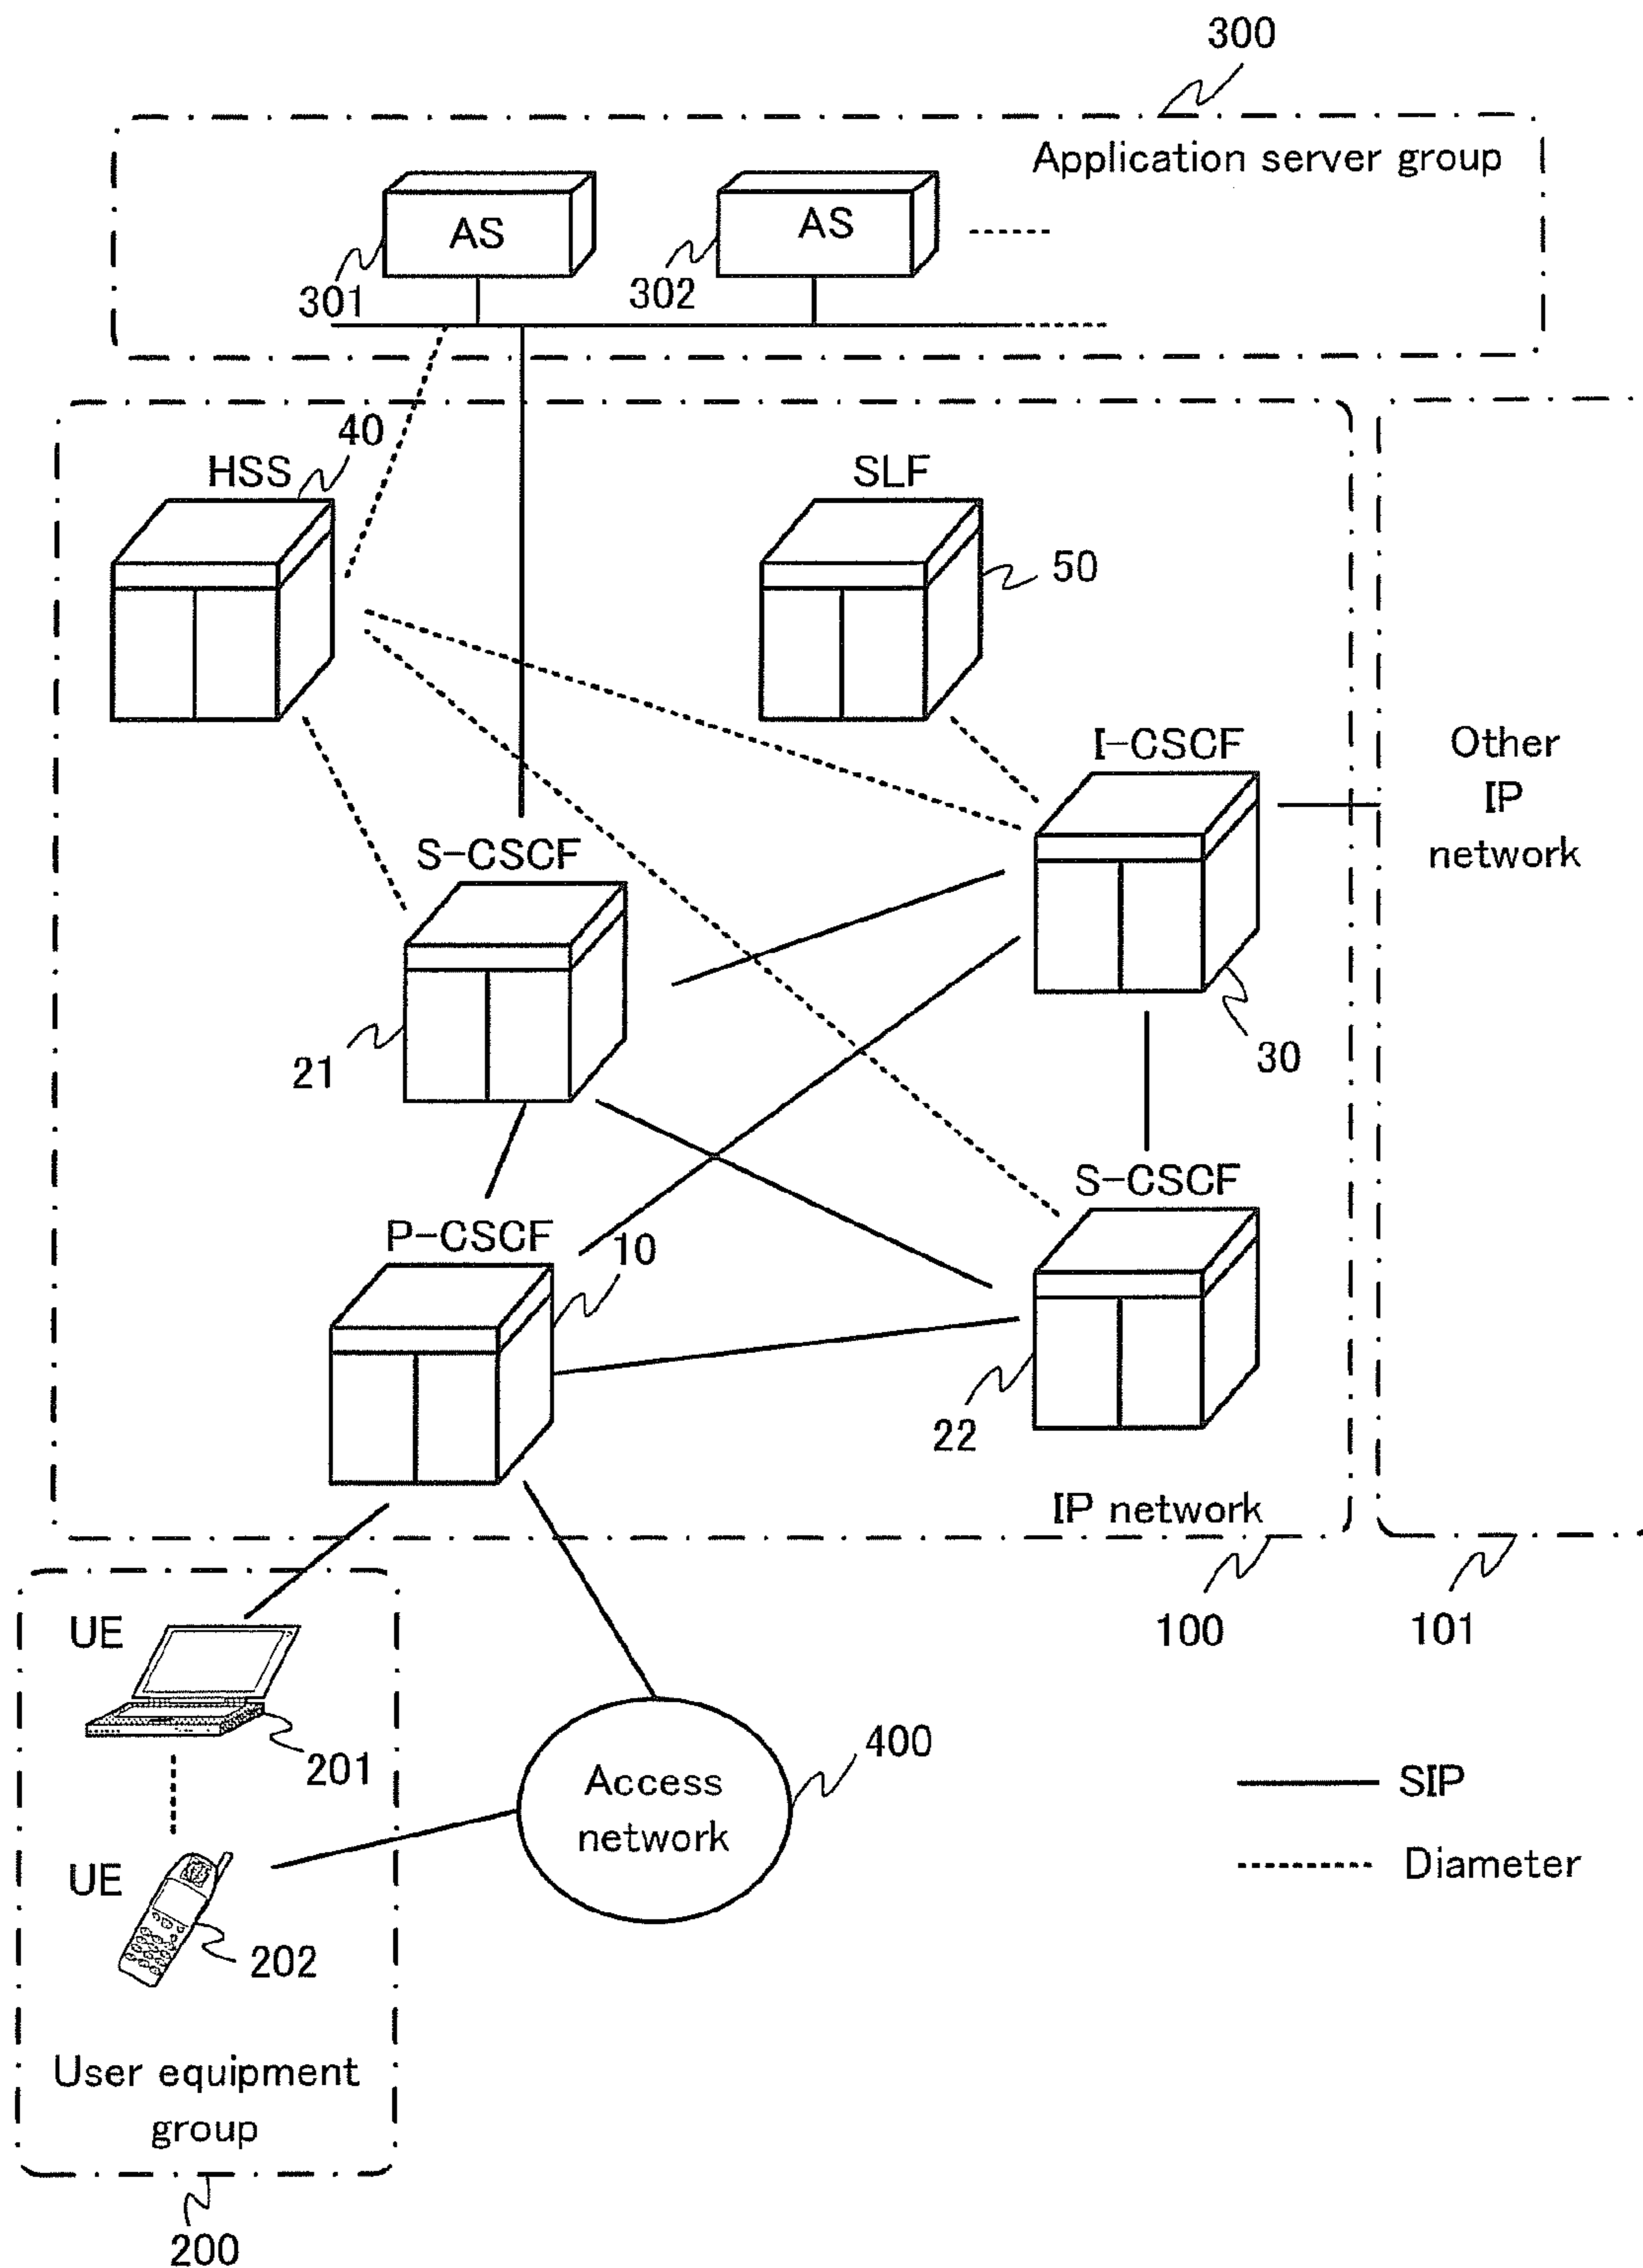 300
Application server group
AS
AS
301
302
40
HSS
SLF
50
I-CSCF
Other
IP
network
S-CSCF
21
30
S-CSCF
P-CSCF
10
22
IP network
100
101
UE
201
400
Access
network
SIP
UE
Diameter
202
User equipment
group
200